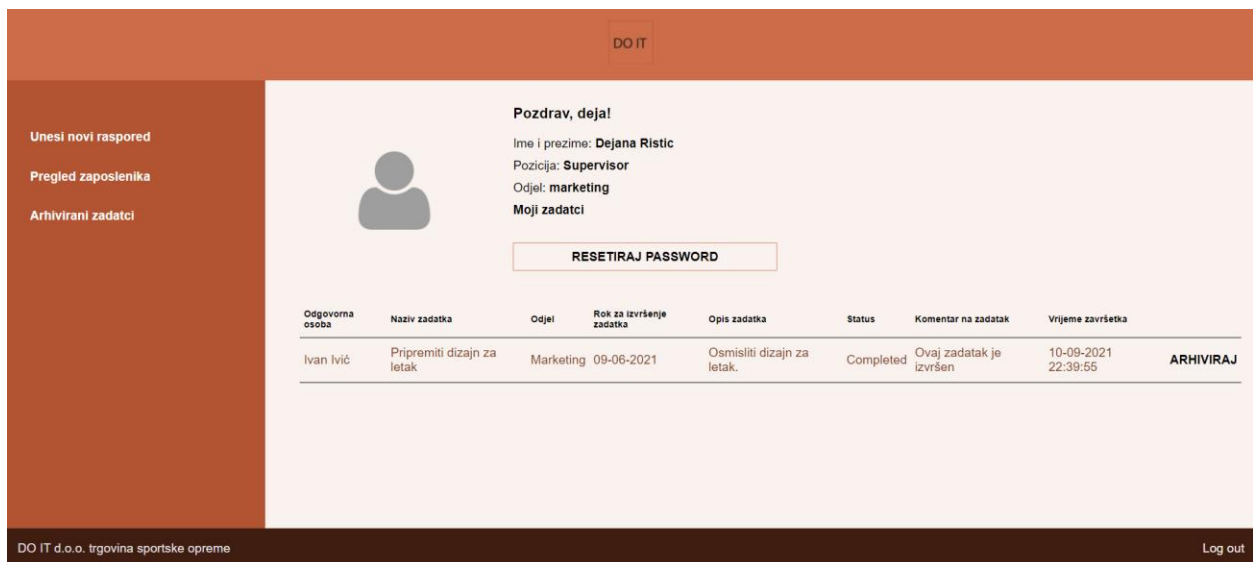 DO IT
Unesi novi raspored
Pregled zaposlenika
Arhivirani zadatci
Pozdrav, deja!
Ime i prezime: Dejana Ristic
Pozicija: Supervisor
Odjel: marketing
Moji zadatci
RESETIRAJ PASSWORD
Odgovorna
osoba
Naziv zadatka
Odjel
Rok za izvršenje
zadatka
Opis zadatka
Status
Komentar na zadatak
Vrijeme završetka
Ivan Ivić
Pripremiti dizajn za
letak
Marketing
09-06-2021
Osmisliti dizajn za
letak.
Completed
Ovaj zadatak je
izvršen
10-09-2021
22:39:55
ARHIVIRAJ
DO IT d.o.o. trgovina sportske opreme
Log out